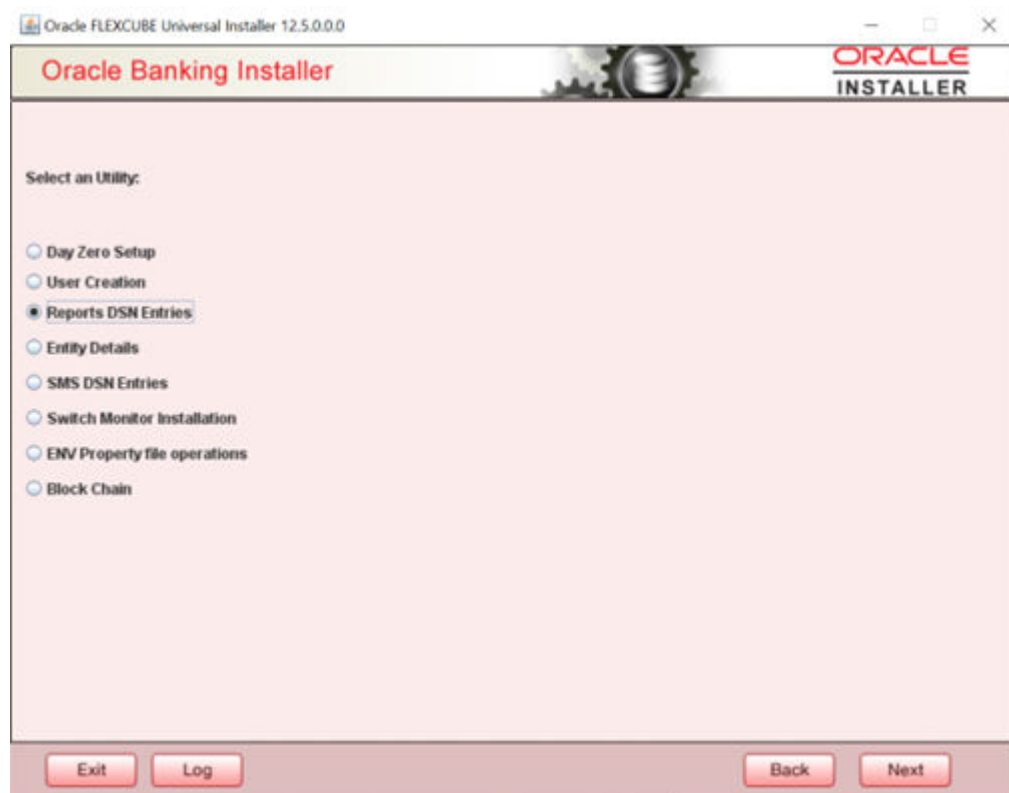 Oracle FLEXCUBE Universal Installer 12.5.0.0.0
Oracle Banking Installer
ORACLE
INSTALLER
Select an Utility:
Day Zero Setup
User Creation
Reports DSN Entries
Entity Details
SMS DSN Entries
Switch Monitor Installation
ENV Property file operations
Block Chain
Exit
Log
Back
Next